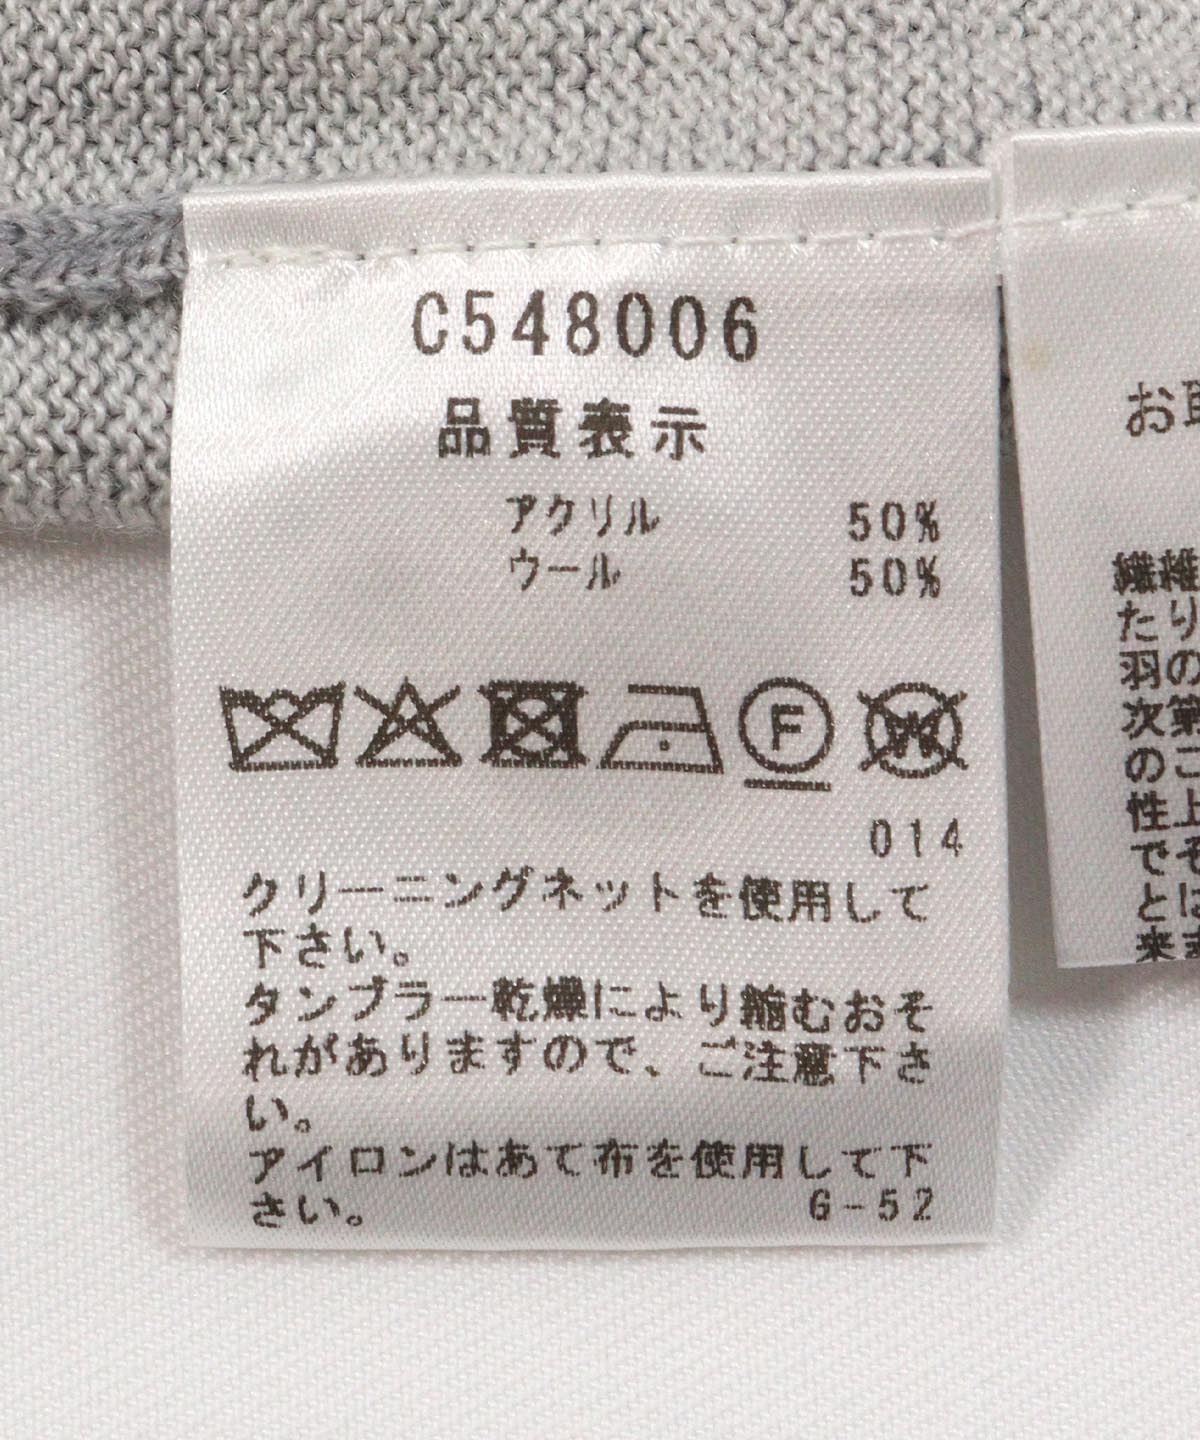 C548006
品質表示
アクリル 50%
ウール 50%
F W
014
クリーニングネットを使用して
下さい。
タンブラー乾燥により縮むおそ
れがありますので、ご注意下さ
い。
アイロンはあて布を使用して下
さい。 G-52
お取
繊維
たり
羽の
次第
のご
性上
でそ
とは
来ま